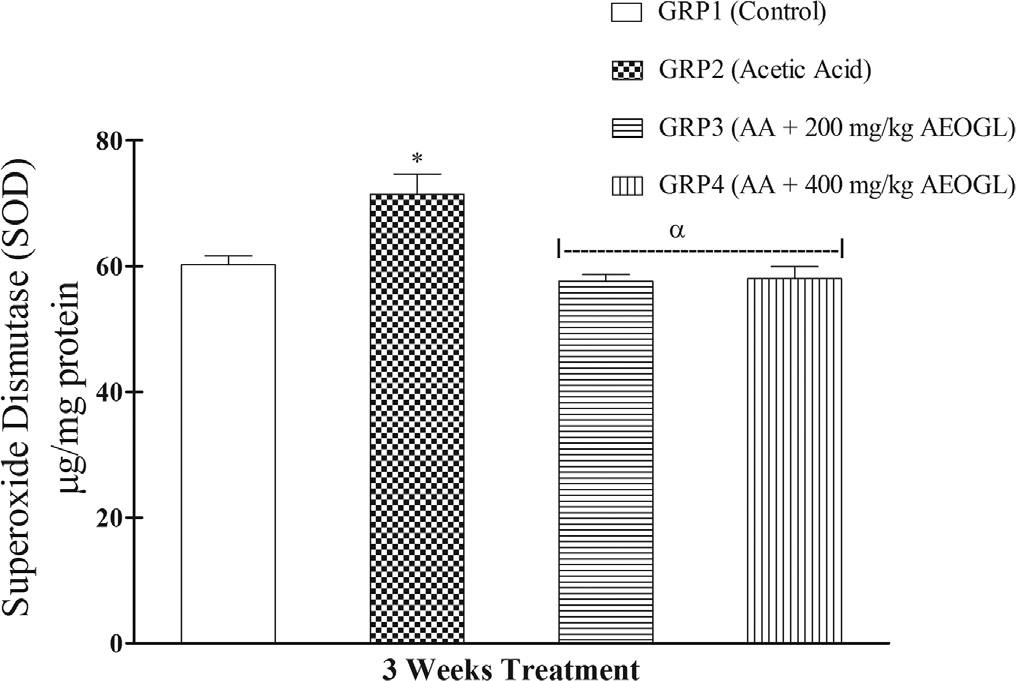 GRP1 (Control)
GRP2 (Acetic Acid)
GRP3 (AA + 200 mg/kg AEOGL)
GRP4 (AA + 400 mg/kg AEOGL)
Superoxide Dismutase (SOD)
µg/mg protein
80
60
40
20
0
*
α
3 Weeks Treatment